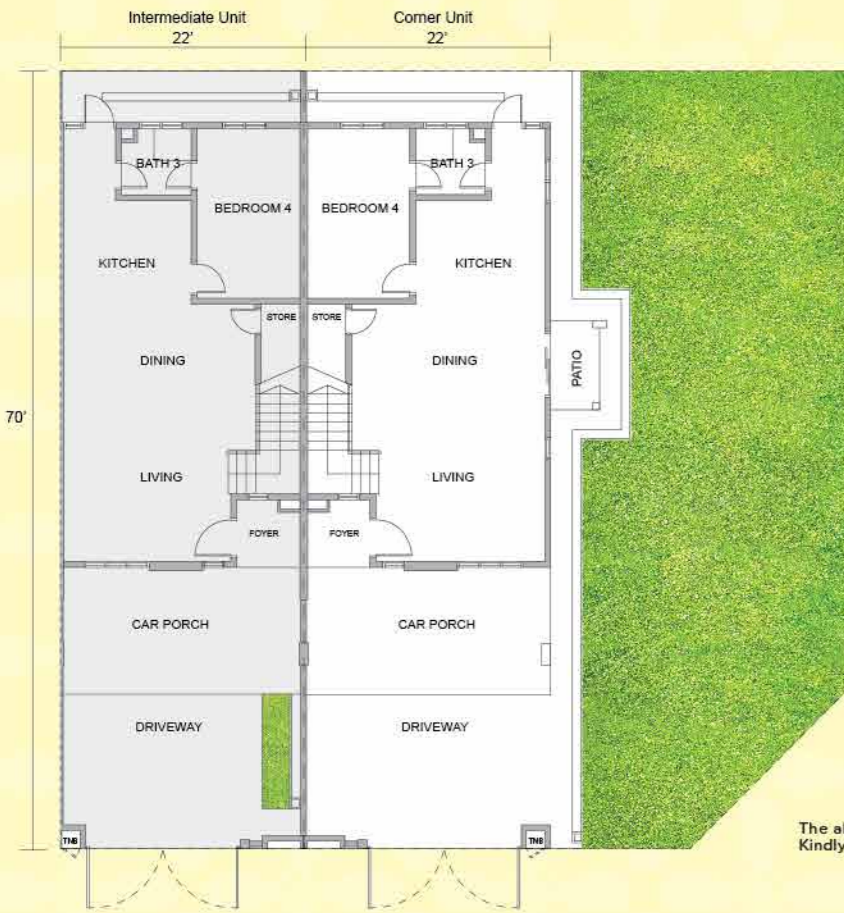 Intermediate Unit
22'
Corner Unit
22'
70'
BATH 3
BATH 3
BEDROOM 4
BEDROOM 4
KITCHEN
KITCHEN
STORE
STORE
DINING
DINING
PATIO
LIVING
LIVING
FOYER
FOYER
CAR PORCH
CAR PORCH
DRIVEWAY
DRIVEWAY
TNB
TNB
The
Kindly